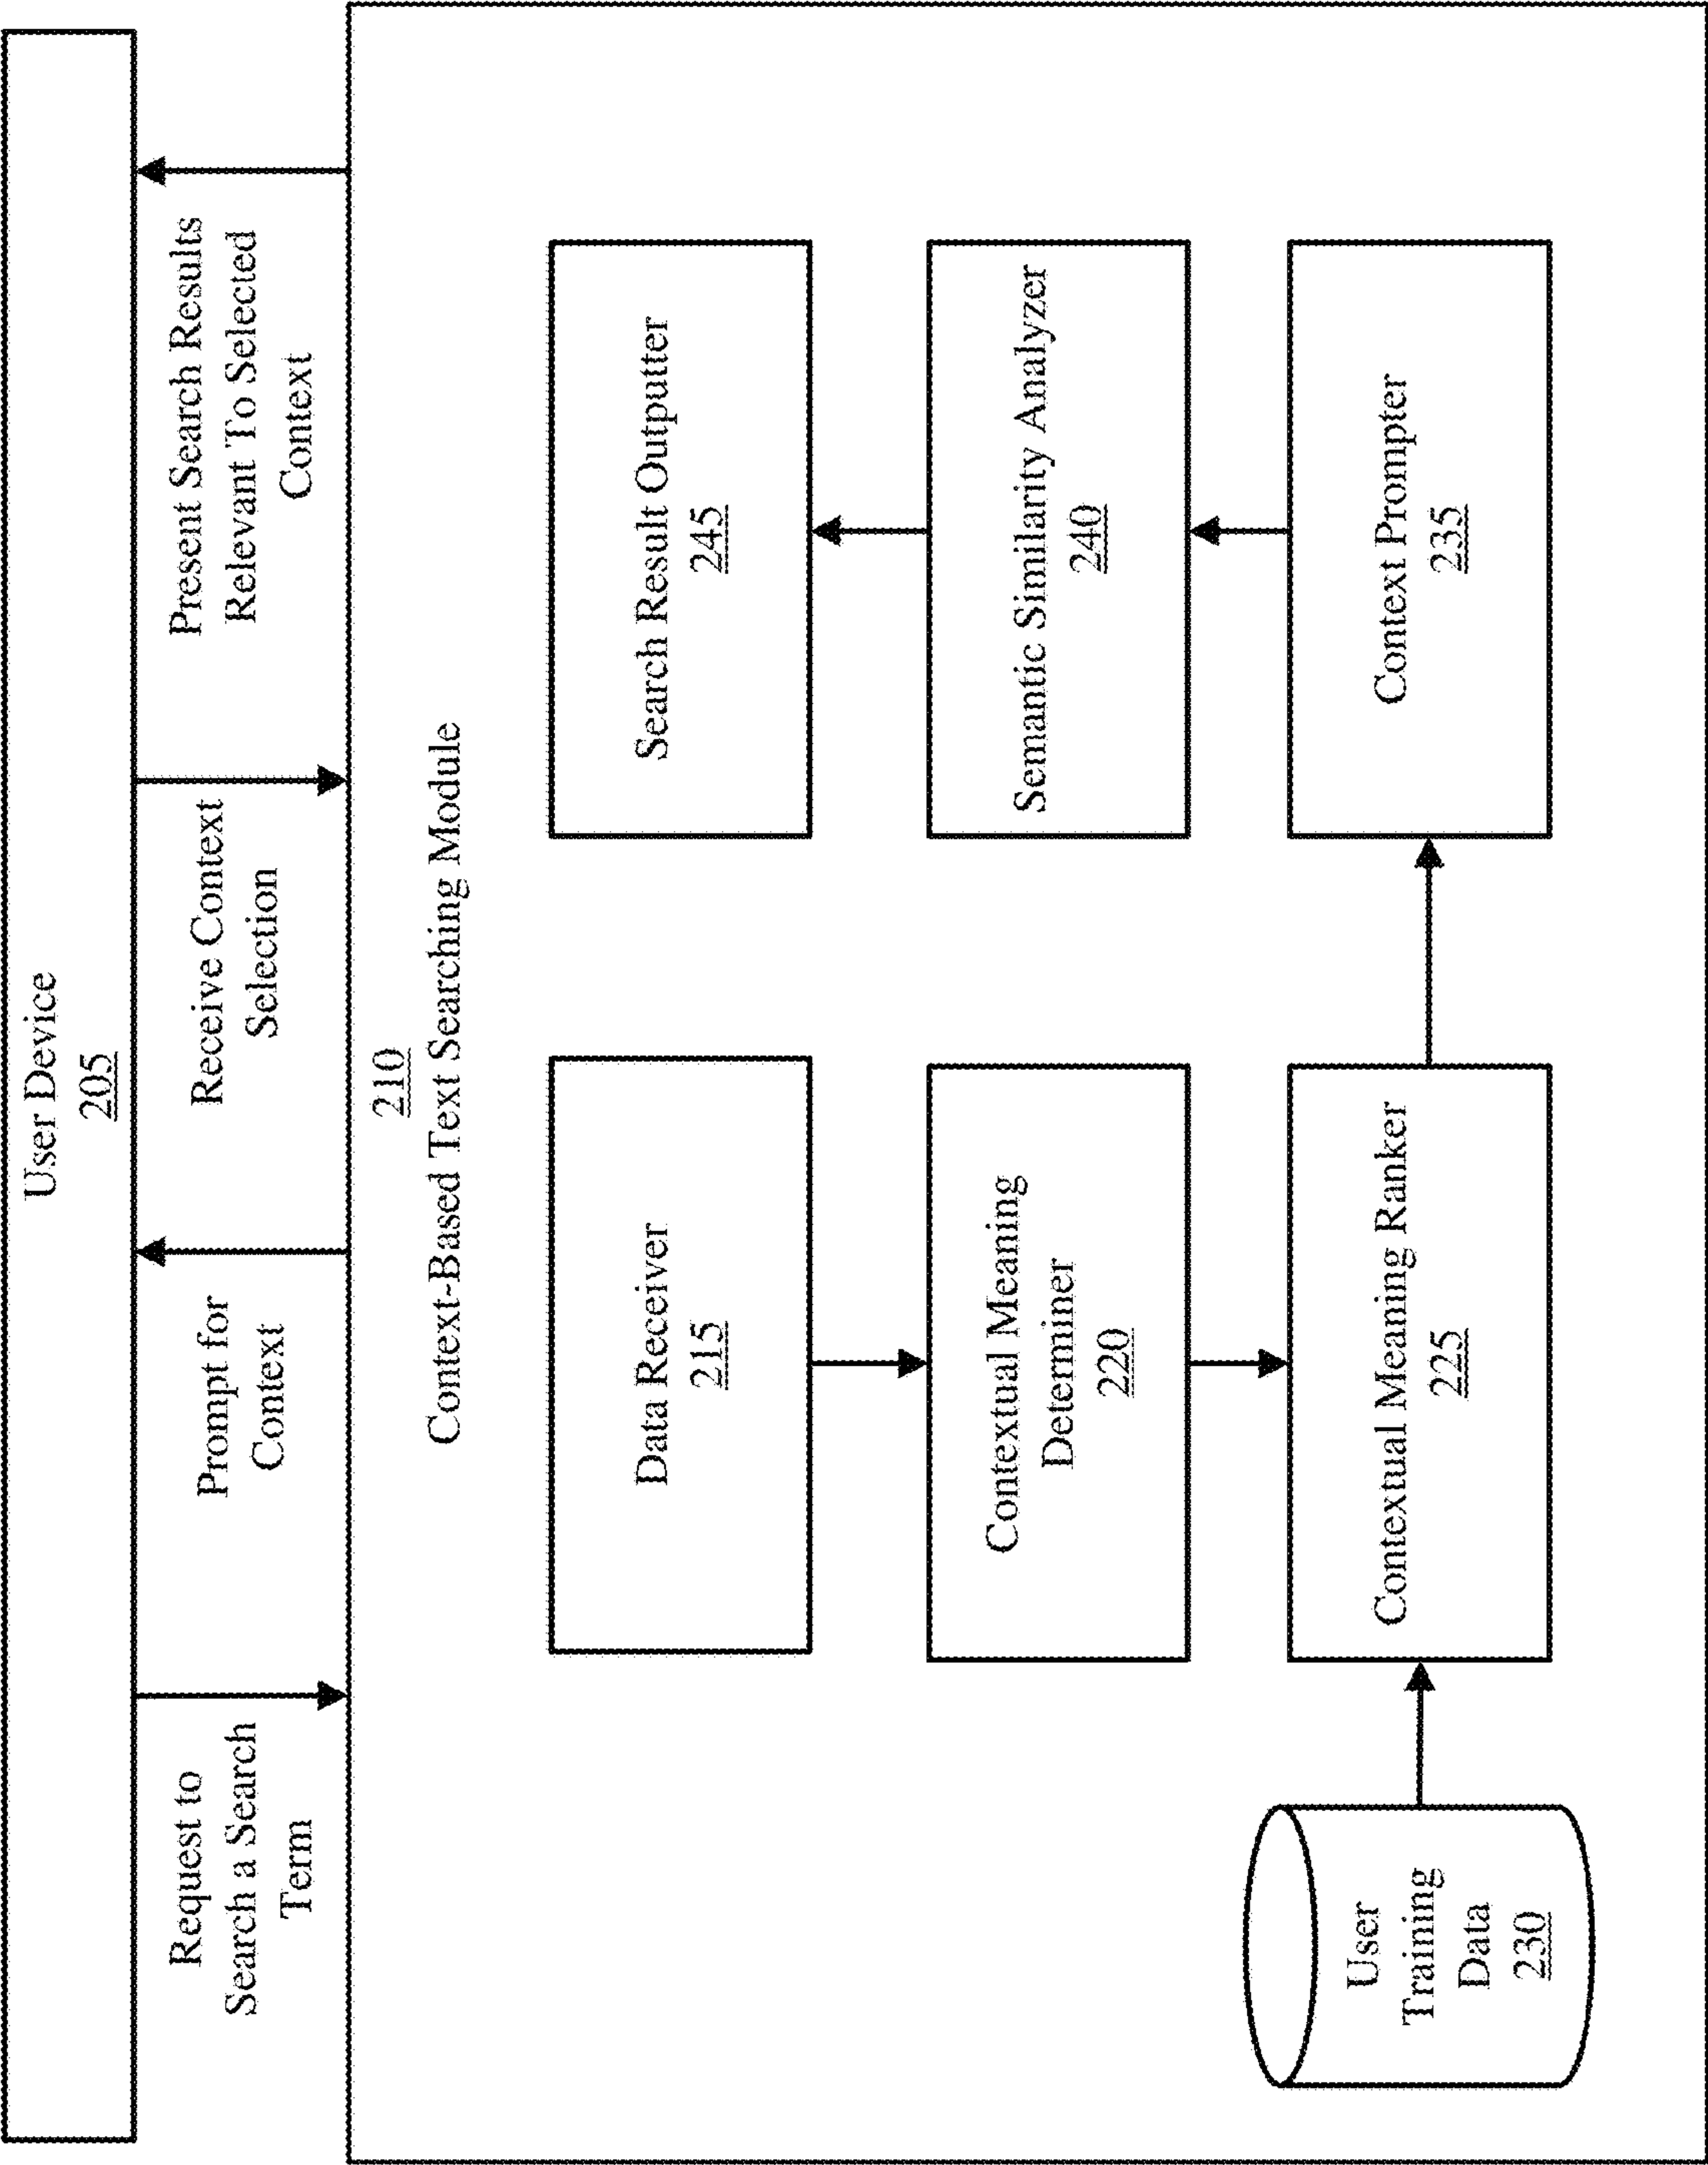 User Device
205
Request to
Search a Search
Term
Prompt for
Context
Receive Context
Selection
Present Search Results
Relevant To Selected
Context
210
Context-Based Text Searching Module
Data Receiver
215
Search Result Outputter
245
Contextual Meaning
Determiner
220
Semantic Similarity Analyzer
240
User
Training
Data
230
Contextual Meaning Ranker
225
Context Prompter
235